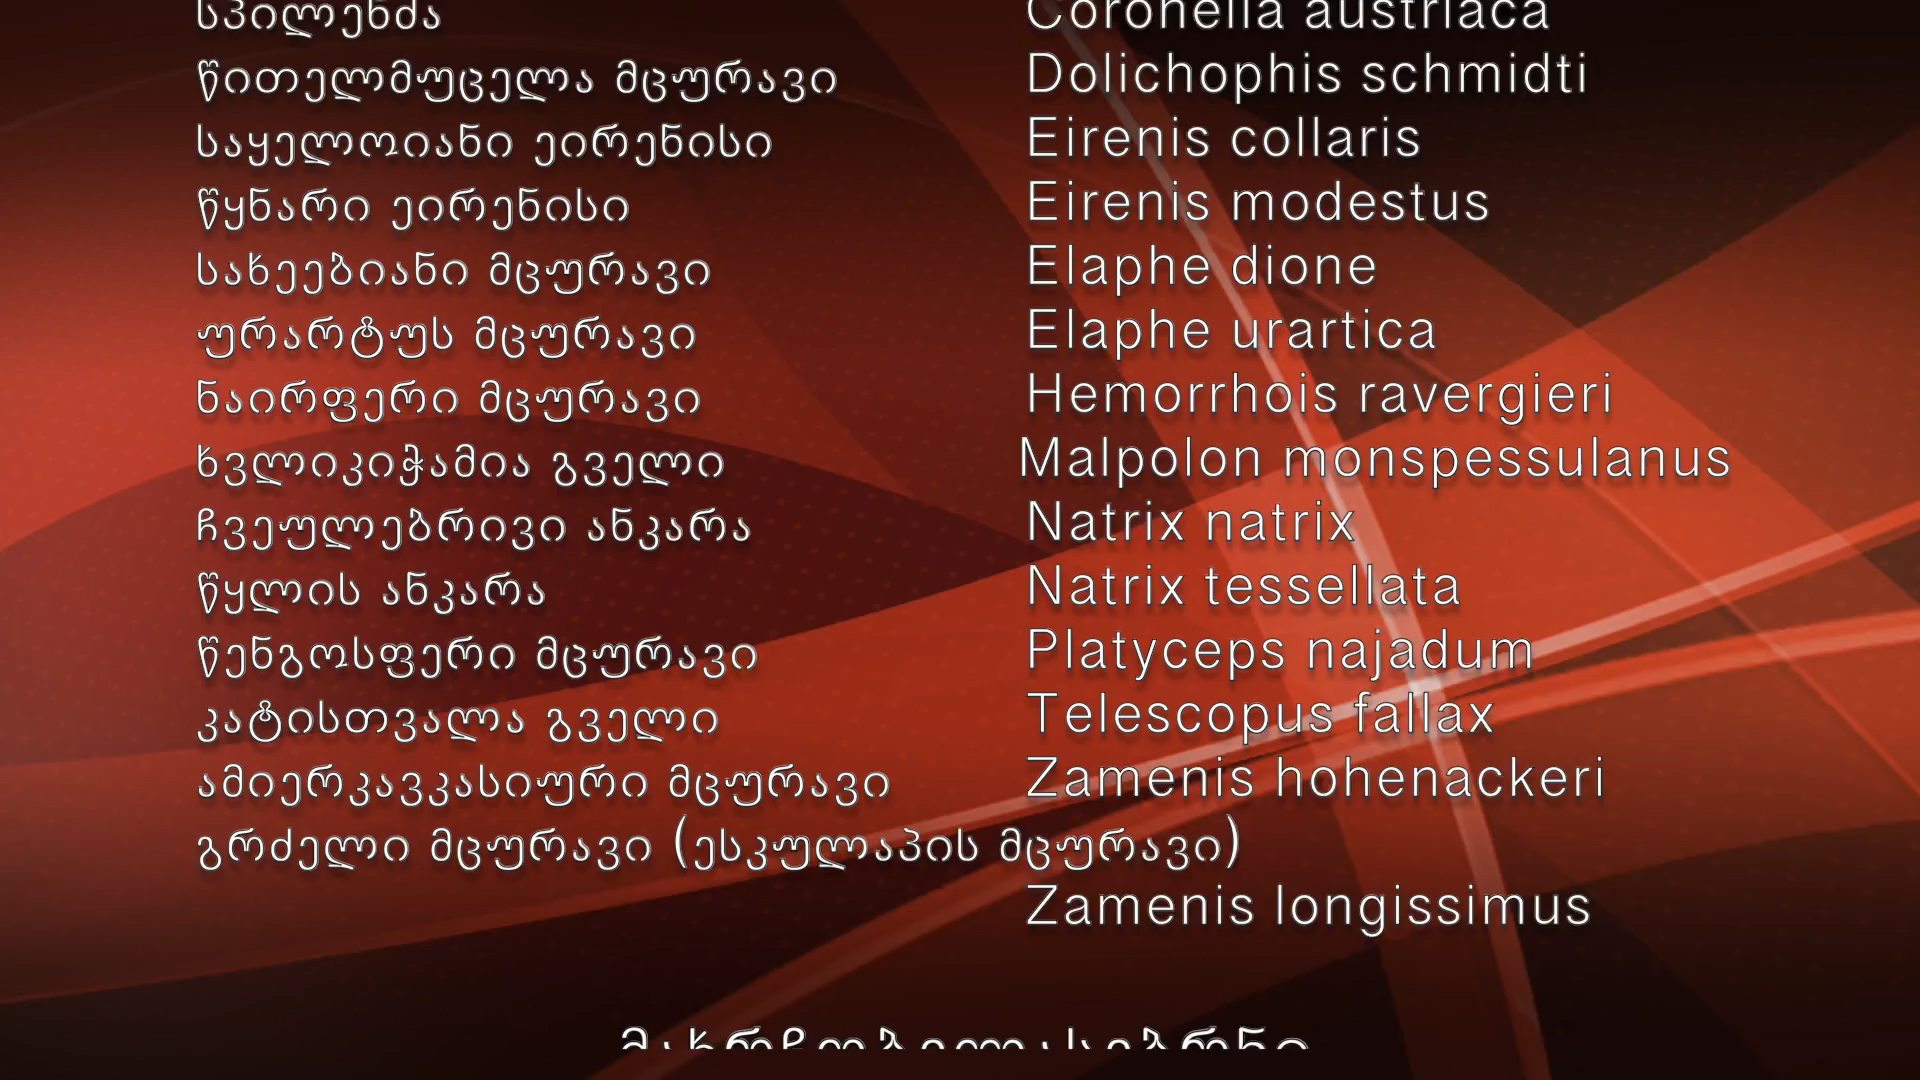 სპილენძა Coronella austriaca
წითელმუცელა მცურავი Dolichophis schmidti
საყელოიანი ეირენისი Eirenis collaris
წყნარი ეირენისი Eirenis modestus
სახეებიანი მცურავი Elaphe dione
ურარტუს მცურავი Elaphe urartica
ნაირფერი მცურავი Hemorrhois ravergieri
ხვლიკიჭამია გველი Malpolon monspessulanus
ჩვეულებრივი ანკარა Natrix natrix
წყლის ანკარა Natrix tessellata
წენგოსფერი მცურავი Platyceps najadum
კატისთვალა გველი Telescopus fallax
ამიერკავკასიური მცურავი Zamenis hohenackeri
გრძელი მცურავი (ესკულაპის მცურავი)
Zamenis longissimus